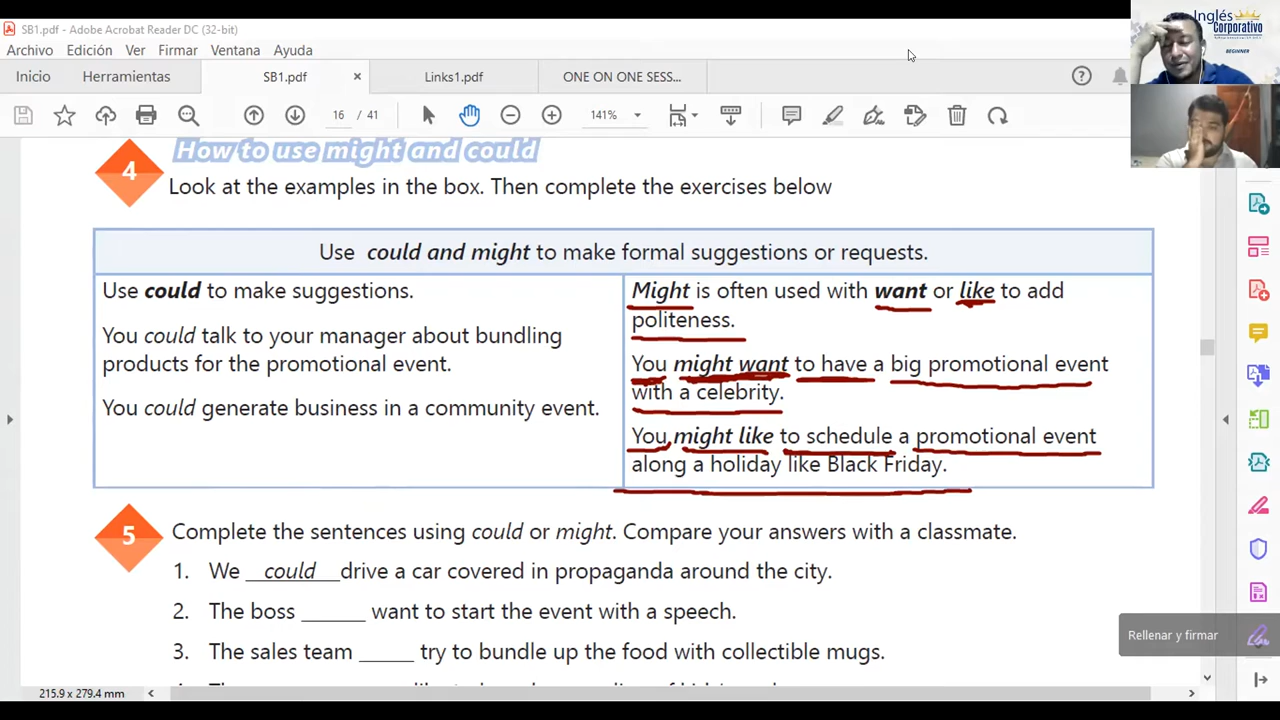 SB1.pdf - Adobe Acrobat Reader DC (32-bit)
Archivo Edición Ver Firmar Ventana Ayuda
Inicio Herramientas SB1.pdf × Links1.pdf ONE ON ONE SESS...
16 / 41 141%
Inglés
Corporativo
BEGINNER
4 How to use might and could
Look at the examples in the box. Then complete the exercises below
Use could and might to make formal suggestions or requests.
Use could to make suggestions.
You could talk to your manager about bundling
products for the promotional event.
You could generate business in a community event.
Might is often used with want or like to add
politeness.
You might want to have a big promotional event
with a celebrity.
You might like to schedule a promotional event
along a holiday like Black Friday.
5 Complete the sentences using could or might. Compare your answers with a classmate.
1. We __could__ drive a car covered in propaganda around the city.
2. The boss ______ want to start the event with a speech.
3. The sales team _____ try to bundle up the food with collectible mugs.
Rellenar y firmar
215.9 x 279.4 mm